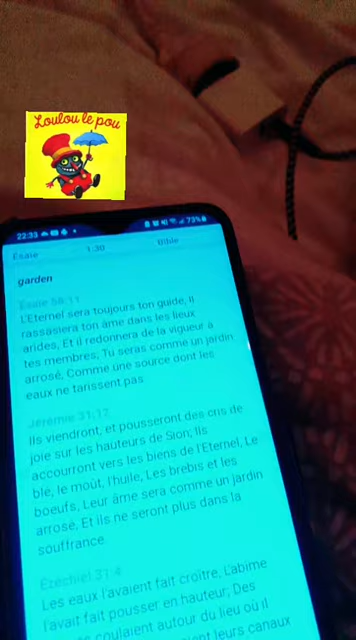 Loulou le pou
22:33
73%
Ésaïe 1:30 Bible
garden
Ésaïe 58:11
L'Eternel sera toujours ton guide, Il
rassasiera ton âme dans les lieux
arides, Et il redonnera de la vigueur à
tes membres; Tu seras comme un jardin
arrosé, Comme une source dont les
eaux ne tarissent pas.
Jérémie 31:12
Ils viendront, et pousseront des cris de
joie sur les hauteurs de Sion; Ils
accourront vers les biens de l'Eternel, Le
blé, le moût, l'huile, Les brebis et les
boeufs; Leur âme sera comme un jardin
arrosé, Et ils ne seront plus dans la
souffrance.
Ézéchiel 31:4
Les eaux l'avaient fait croître, L'abîme
l'avait fait pousser en hauteur; Des
coulaient autour du lieu où il
leurs canaux